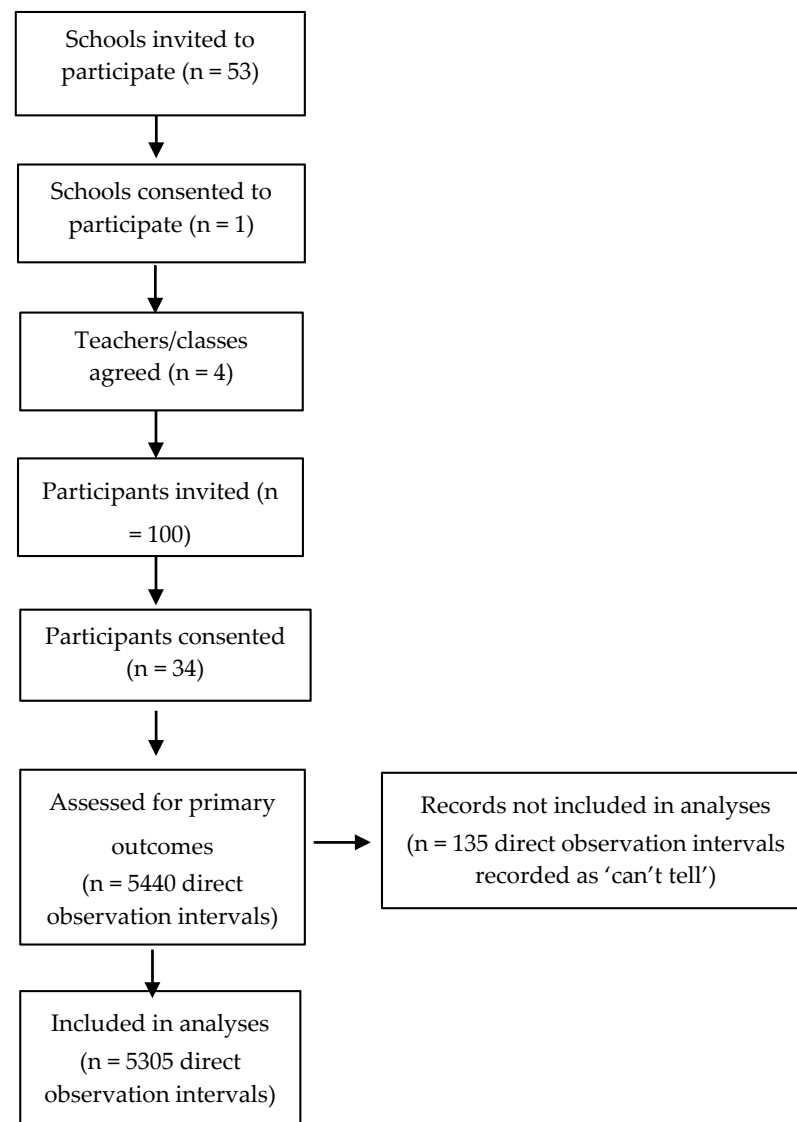 Schools invited to
participate (n = 53)
Schools consented to
participate (n = 1)
Teachers/classes
agreed (n = 4)
Participants invited (n
= 100)
Participants consented
(n = 34)
Assessed for primary
outcomes
(n = 5440 direct
observation intervals)
Records not included in analyses
(n = 135 direct observation intervals
recorded as ‘can’t tell’)
Included in analyses
(n = 5305 direct
observation intervals)